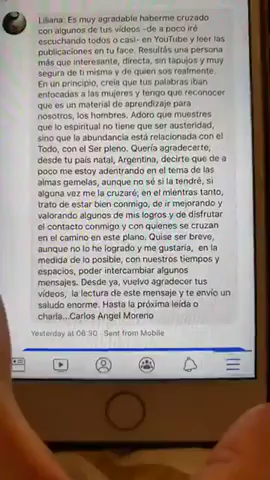 Liliana: Es muy agradable haberme cruzado
con algunos de tus vídeos -de a poco iré
escuchando todos o casi- en YouTube y leer las
publicaciones en tu face. Resultás una persona
más que interesante, directa, sin tapujos y muy
segura de ti misma y de quien sos realmente.
En un principio, creía que tus palabras iban
enfocadas a las mujeres y tengo que reconocer
que es un material de aprendizaje para
nosotros, los hombres. Adoro que muestres
que lo espiritual no tiene que ser austeridad,
sino que la abundancia está relacionada con el
Todo, con el Ser pleno. Quería agradecerte,
desde tu país natal, Argentina, decirte que de a
poco me estoy adentrando en el tema de las
almas gemelas, aunque no sé si la tendré, si
alguna vez me la cruzaré; en el mientras tanto,
trato de estar bien conmigo, de ir mejorando y
valorando algunos de mis logros y de disfrutar
el contacto conmigo y con quienes se cruzan
en el camino en este plano. Quise ser breve,
aunque no lo he logrado y me gustaría, en la
medida de lo posible, con nuestros tiempos y
espacios, poder intercambiar algunos
mensajes. Desde ya, vuelvo agradecer tus
vídeos, la lectura de este mensaje y te envío un
saludo enorme. Hasta la próxima leída o
charla...Carlos Angel Moreno
Yesterday at 06:30 · Sent from Mobile